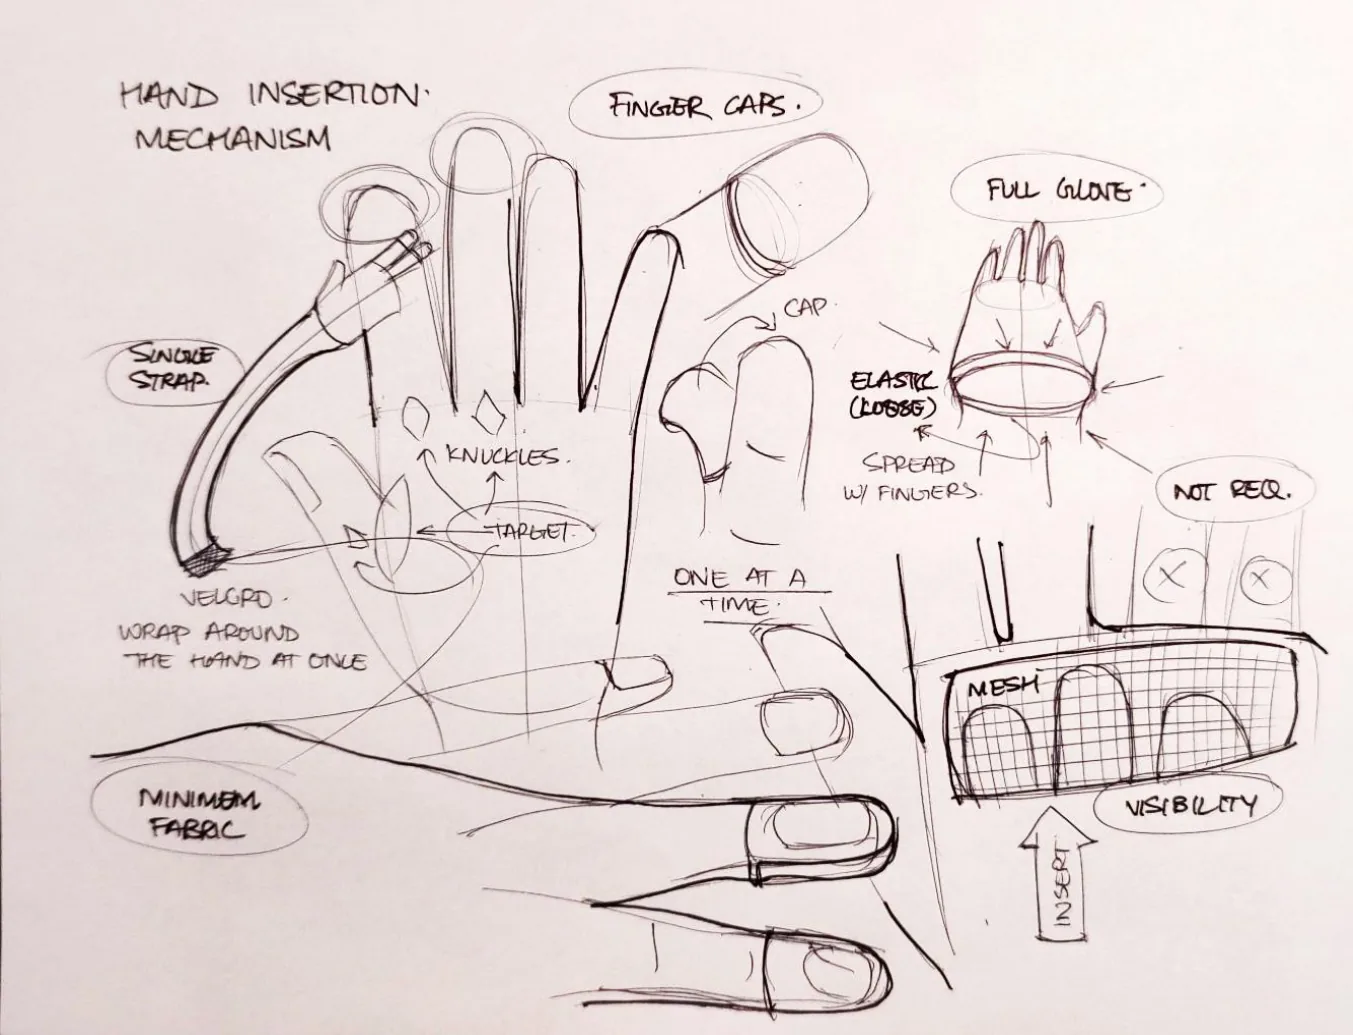 HAND INSERTION.
MECHANISM
FINGER CAPS.
FULL GLOVE.
CAP.
SINGLE
STRAP.
ELASTIC
(LOOSE)
KNUCKLES.
SPREAD
W/ FINGERS.
NOT REQ.
TARGET.
ONE AT A
TIME.
VELCRO.
WRAP AROUND
THE HAND AT ONCE
MESH
MINIMEM
FABRIC
VISIBILITY
INSERT